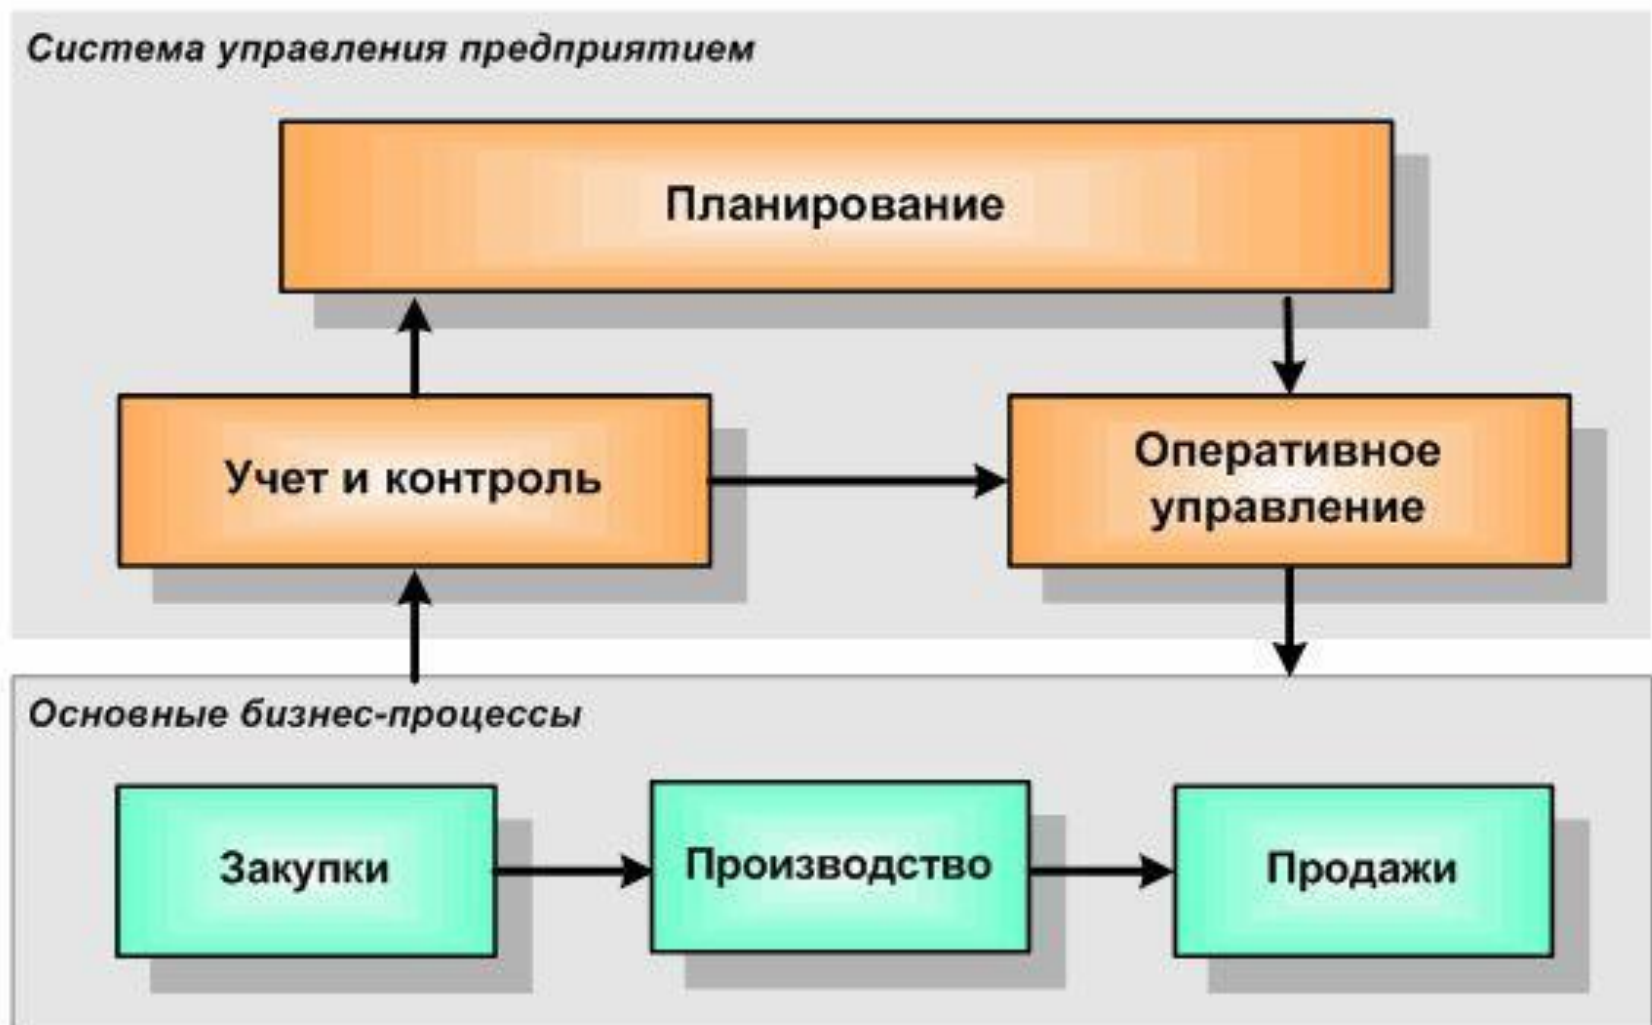 Система управления предприятием
Планирование
Учет и контроль
Оперативное
управление
Основные бизнес-процессы
Закупки
Производство
Продажи